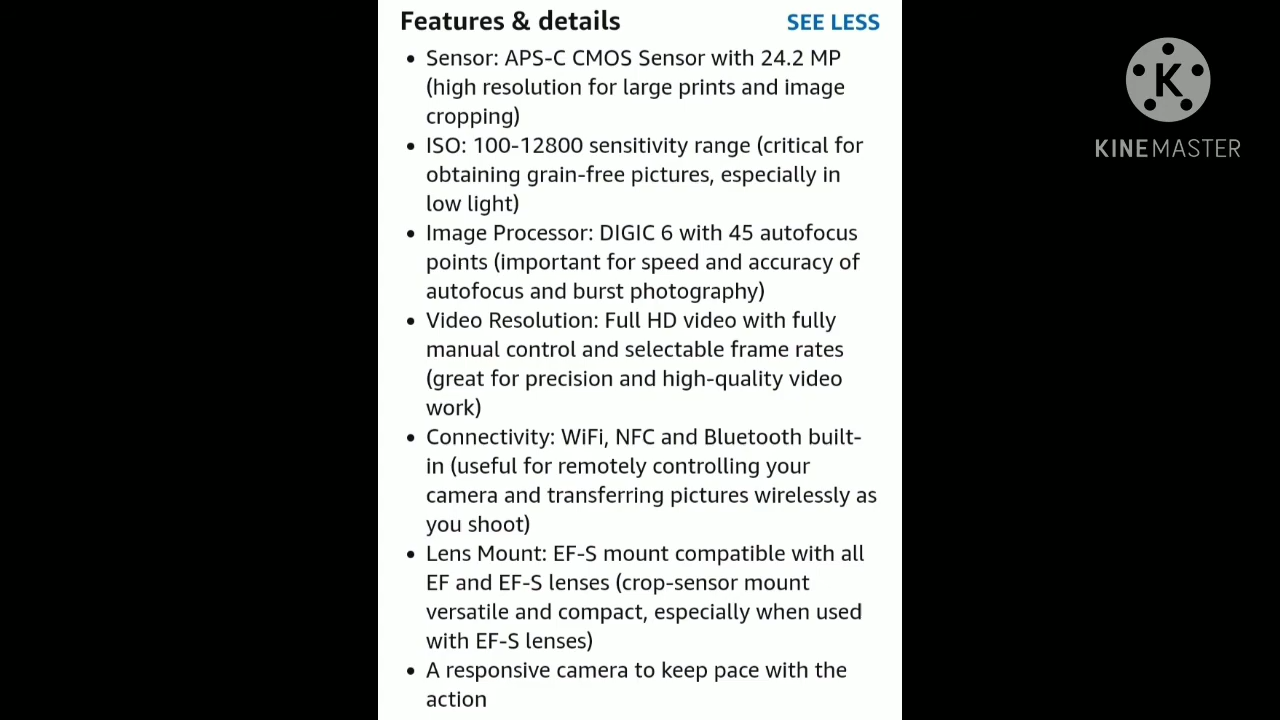 Features & details
SEE LESS
• Sensor: APS-C CMOS Sensor with 24.2 MP
(high resolution for large prints and image
cropping)
• ISO: 100-12800 sensitivity range (critical for
obtaining grain-free pictures, especially in
low light)
• Image Processor: DIGIC 6 with 45 autofocus
points (important for speed and accuracy of
autofocus and burst photography)
• Video Resolution: Full HD video with fully
manual control and selectable frame rates
(great for precision and high-quality video
work)
• Connectivity: WiFi, NFC and Bluetooth built-
in (useful for remotely controlling your
camera and transferring pictures wirelessly as
you shoot)
• Lens Mount: EF-S mount compatible with all
EF and EF-S lenses (crop-sensor mount
versatile and compact, especially when used
with EF-S lenses)
• A responsive camera to keep pace with the
action
K
KINEMASTER